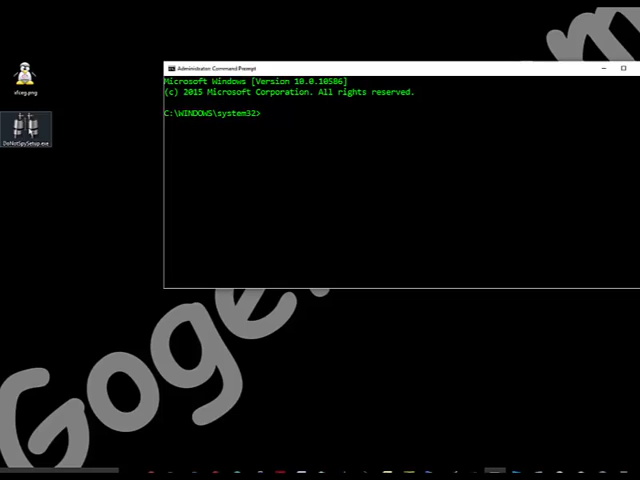 Administrator: Command Prompt
Microsoft Windows [Version 10.0.10586]
(c) 2015 Microsoft Corporation. All rights reserved.
C:\WINDOWS\system32>
xfceg.png
DoNotSpySetup.exe
Goge
m